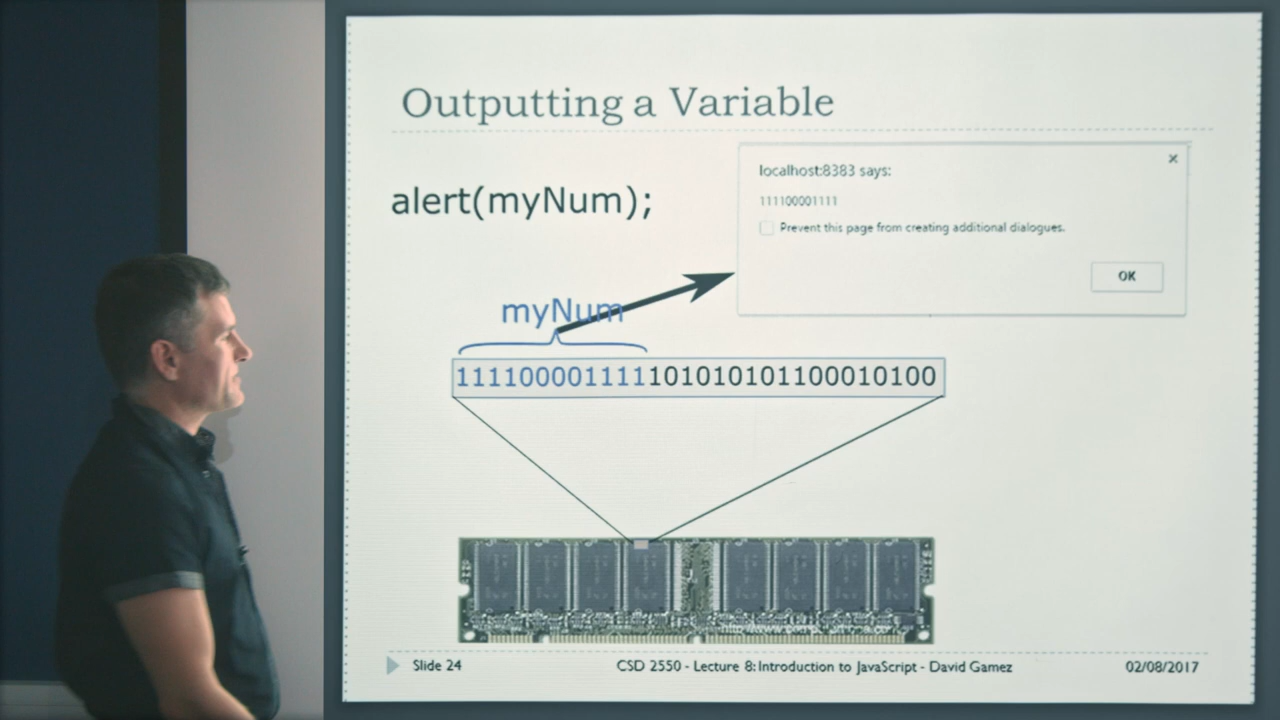 Outputting a Variable
alert(myNum);
localhost:8383 says:
111100001111
Prevent this page from creating additional dialogues.
OK
myNum
111100001111101010101100010100
Slide 24
CSD 2550 - Lecture 8: Introduction to JavaScript - David Gamez
02/08/2017